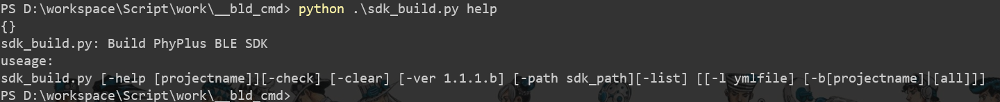 PS D:\workspace\Script\work\__bld_cmd> python .\sdk_build.py help
{}
sdk_build.py: Build PhyPlus BLE SDK
useage:
sdk_build.py [-help [projectname]][-check] [-clear] [-ver 1.1.1.b] [-path sdk_path][-list] [[-l ymlfile] [-b[projectname]|[all]]]
PS D:\workspace\Script\work\__bld_cmd>